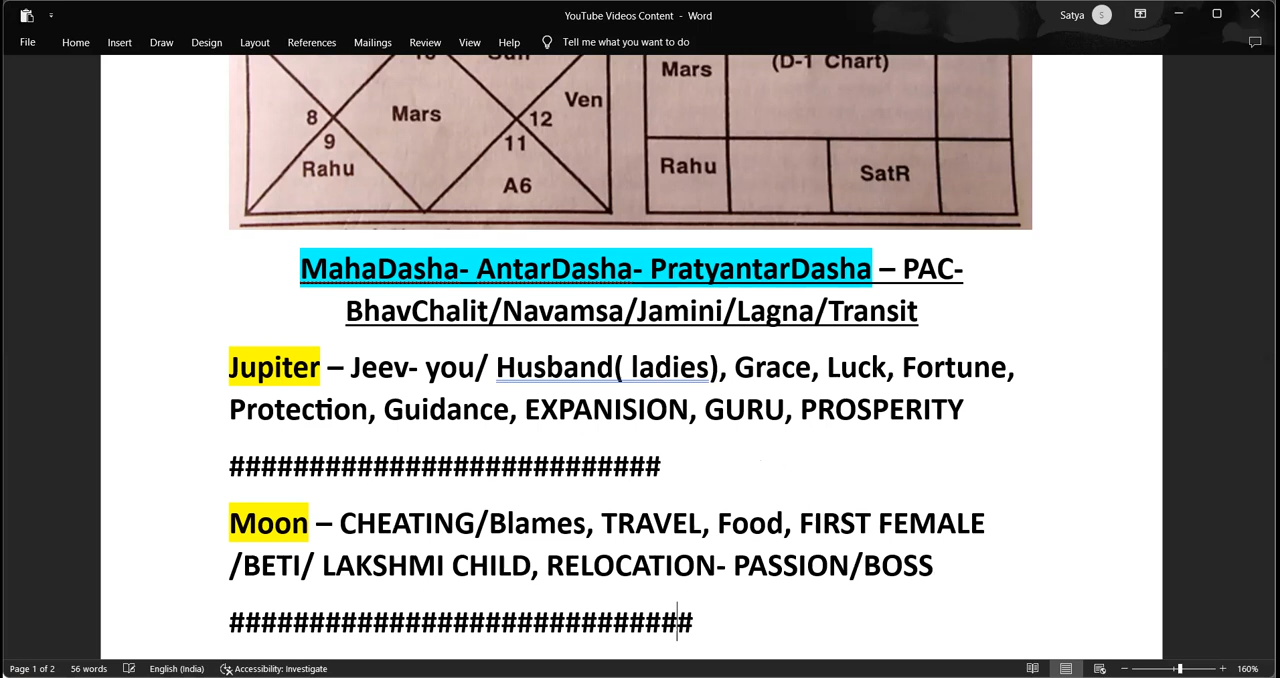 YouTube Videos Content - Word
Satya S
File Home Insert Draw Design Layout References Mailings Review View Help Tell me what you want to do
10 Sun Mars (D-1 Chart)
8 Mars 12 Ven
9 11
Rahu A6 Rahu SatR
MahaDasha- AntarDasha- PratyantarDasha – PAC-
BhavChalit/Navamsa/Jamini/Lagna/Transit
Jupiter – Jeev- you/ Husband( ladies), Grace, Luck, Fortune,
Protection, Guidance, EXPANISION, GURU, PROSPERITY
###########################
Moon – CHEATING/Blames, TRAVEL, Food, FIRST FEMALE
/BETI/ LAKSHMI CHILD, RELOCATION- PASSION/BOSS
#############################
Page 1 of 2 56 words English (India) Accessibility: Investigate 160%